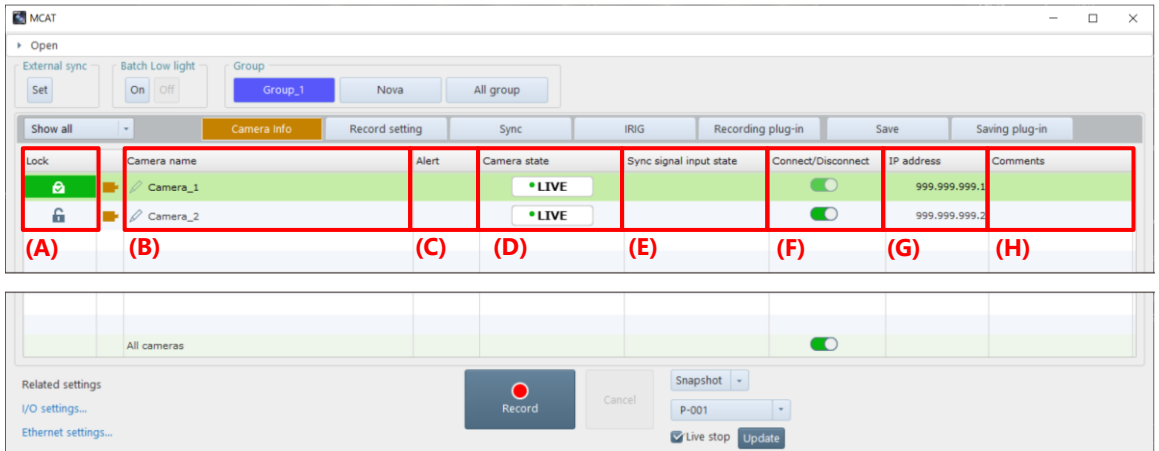 MCAT
Open
External sync Batch Low light Group
Set On Off Group_1 Nova All group
Show all Camera Info Record setting Sync IRIG Recording plug-in Save Saving plug-in
Lock Camera name Alert Camera state Sync signal input state Connect/Disconnect IP address Comments
Camera_1 LIVE 999.999.999.1
Camera_2 LIVE 999.999.999.2
(A) (B) (C) (D) (E) (F) (G) (H)
All cameras
Related settings
I/O settings...
Ethernet settings...
Record
Cancel
Snapshot
P-001
Live stop Update